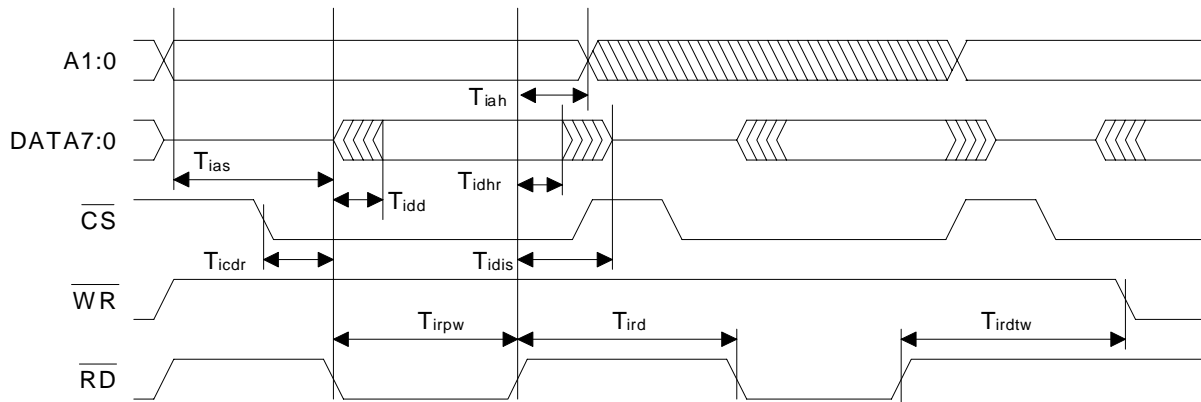 A1:0
Tiah
DATA7:0
Tias
Tidhr
Tidd
CS
Ticdr
Tidis
WR
Tirpw
Tird
Tirdtw
RD